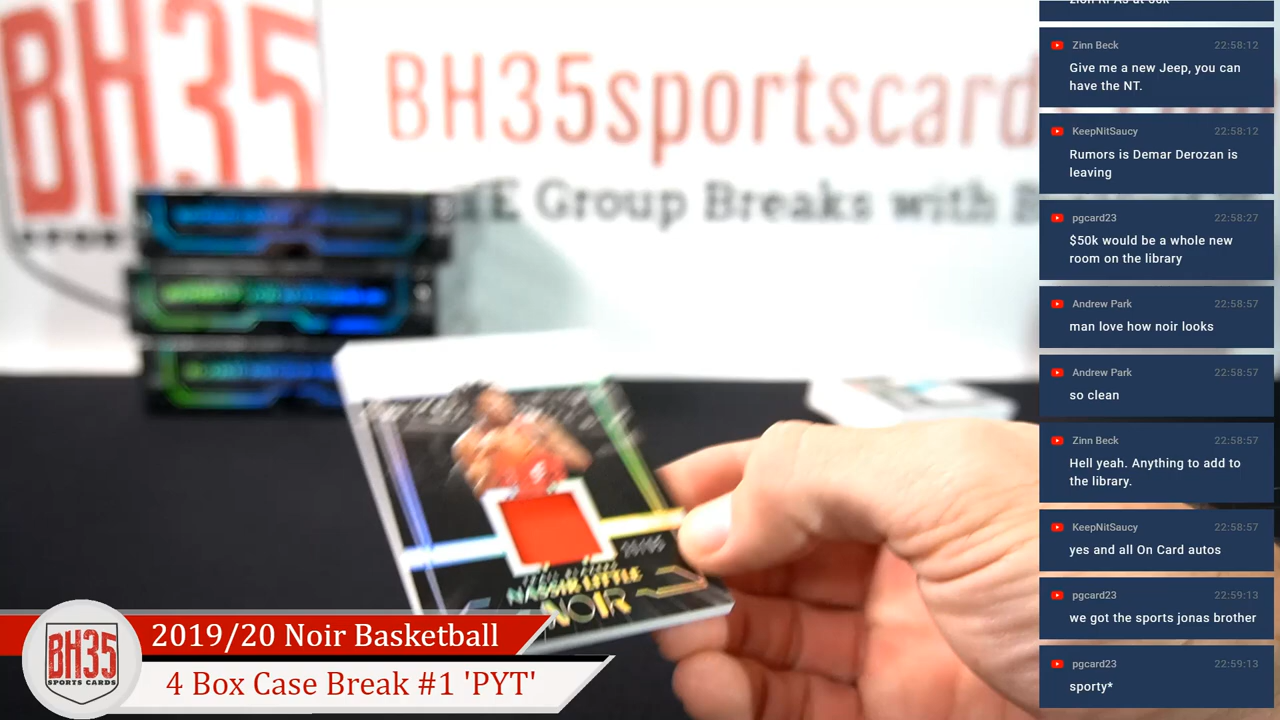 BH35
SPORT
BH35sportscard
Group Breaks with B
Zinn Beck 22:58:12
Give me a new Jeep, you can
have the NT.
KeepNitSaucy 22:58:12
Rumors is Demar Derozan is
leaving
pgcard23 22:58:27
$50k would be a whole new
room on the library
Andrew Park 22:58:57
man love how noir looks
Andrew Park 22:58:57
so clean
Zinn Beck 22:58:57
Hell yeah. Anything to add to
the library.
KeepNitSaucy 22:58:57
yes and all On Card autos
pgcard23 22:59:13
we got the sports jonas brother
pgcard23 22:59:13
sporty*
NASSIR LITTLE
NOIR
BH35
SPORTS CARDS
2019/20 Noir Basketball
4 Box Case Break #1 'PYT'